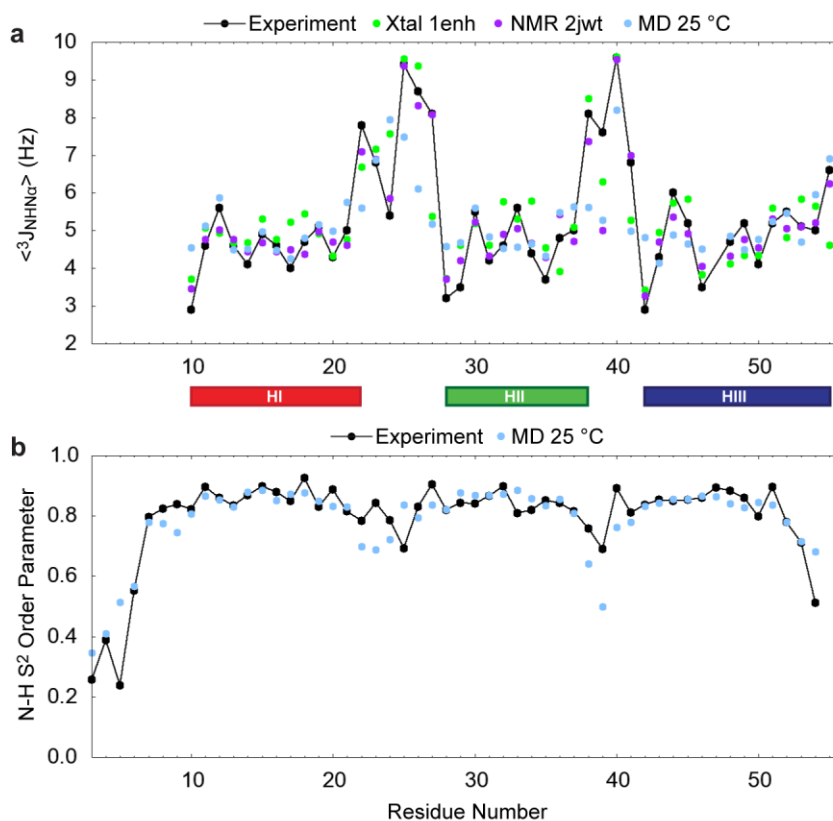 a
Experiment Xtal 1enh NMR 2jwt MD 25 °C
<³J_NHNα> (Hz)
10
9
8
7
6
5
4
3
2
10 20 30 40 50
HI HII HIII
b
Experiment MD 25 °C
N-H S² Order Parameter
1.0
0.8
0.6
0.4
0.2
0.0
10 20 30 40 50
Residue Number